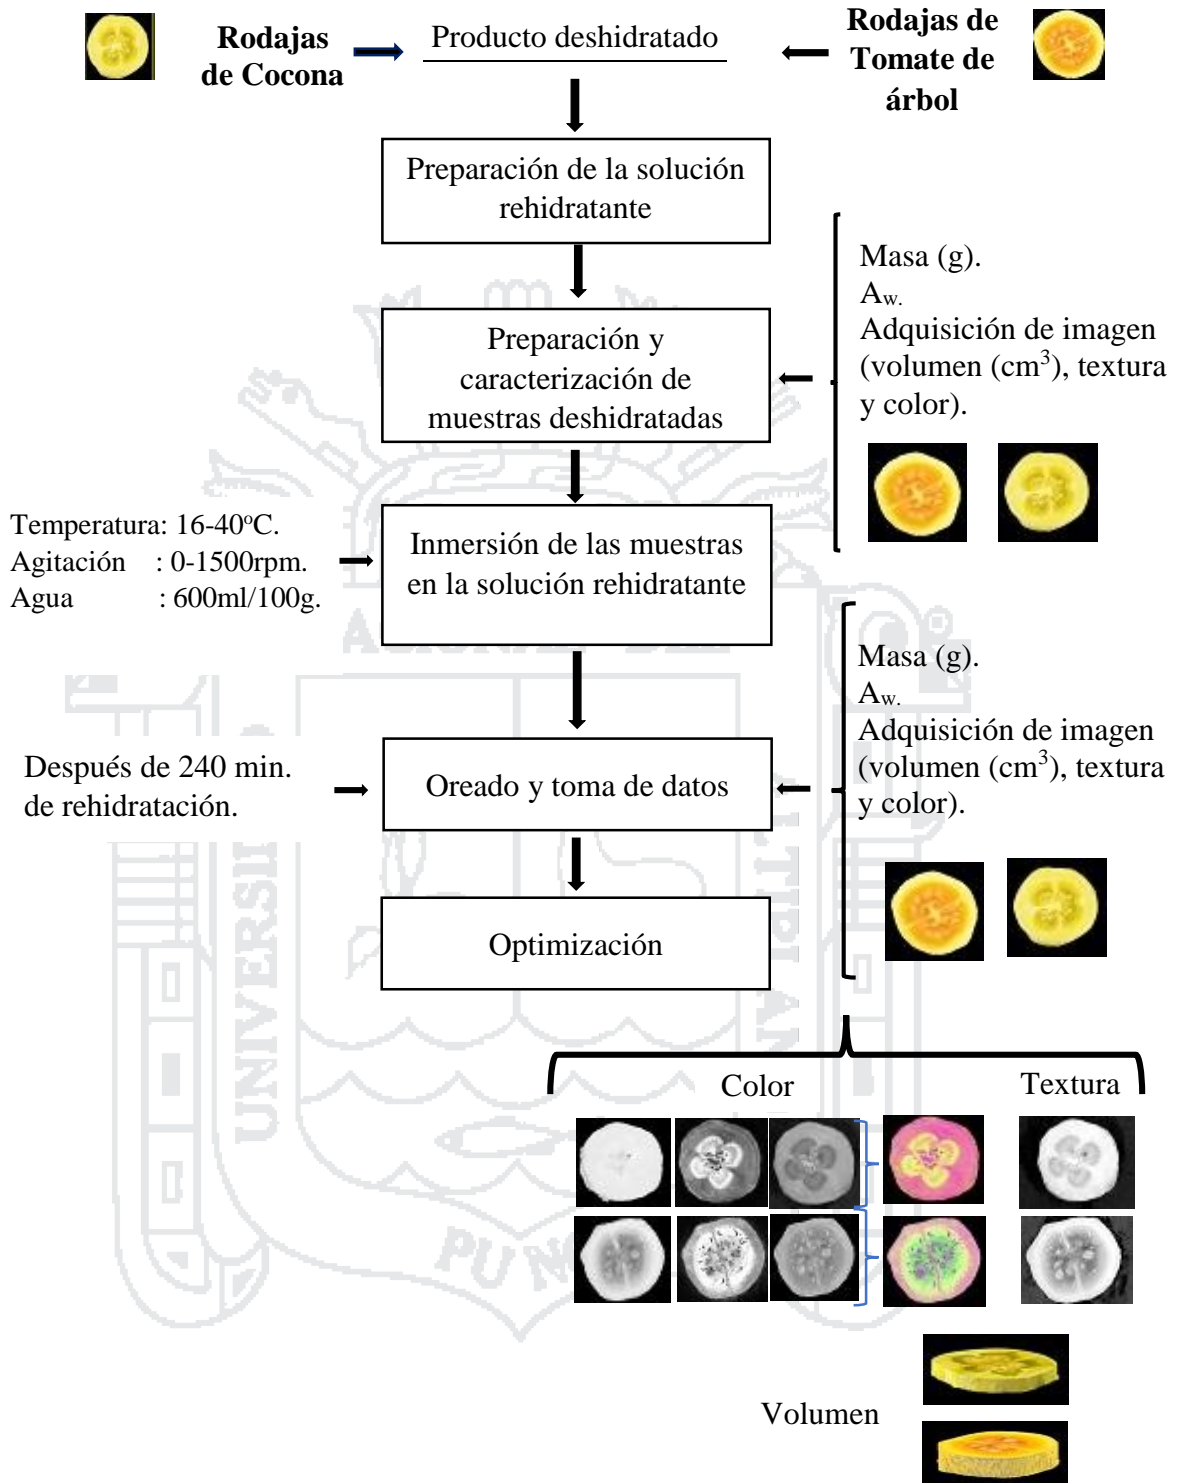 Rodajas
de Cocona
Producto deshidratado
Rodajas de
Tomate de
árbol
Preparación de la solución
rehidratante
Preparación y
caracterización de
muestras deshidratadas
Masa (g).
Aw.
Adquisición de imagen
(volumen (cm³), textura
y color).
Temperatura: 16-40ºC.
Agitación : 0-1500rpm.
Agua : 600ml/100g.
Inmersión de las muestras
en la solución rehidratante
Masa (g).
Aw.
Adquisición de imagen
(volumen (cm³), textura
y color).
Después de 240 min.
de rehidratación.
Oreado y toma de datos
Optimización
Color
Textura
Volumen